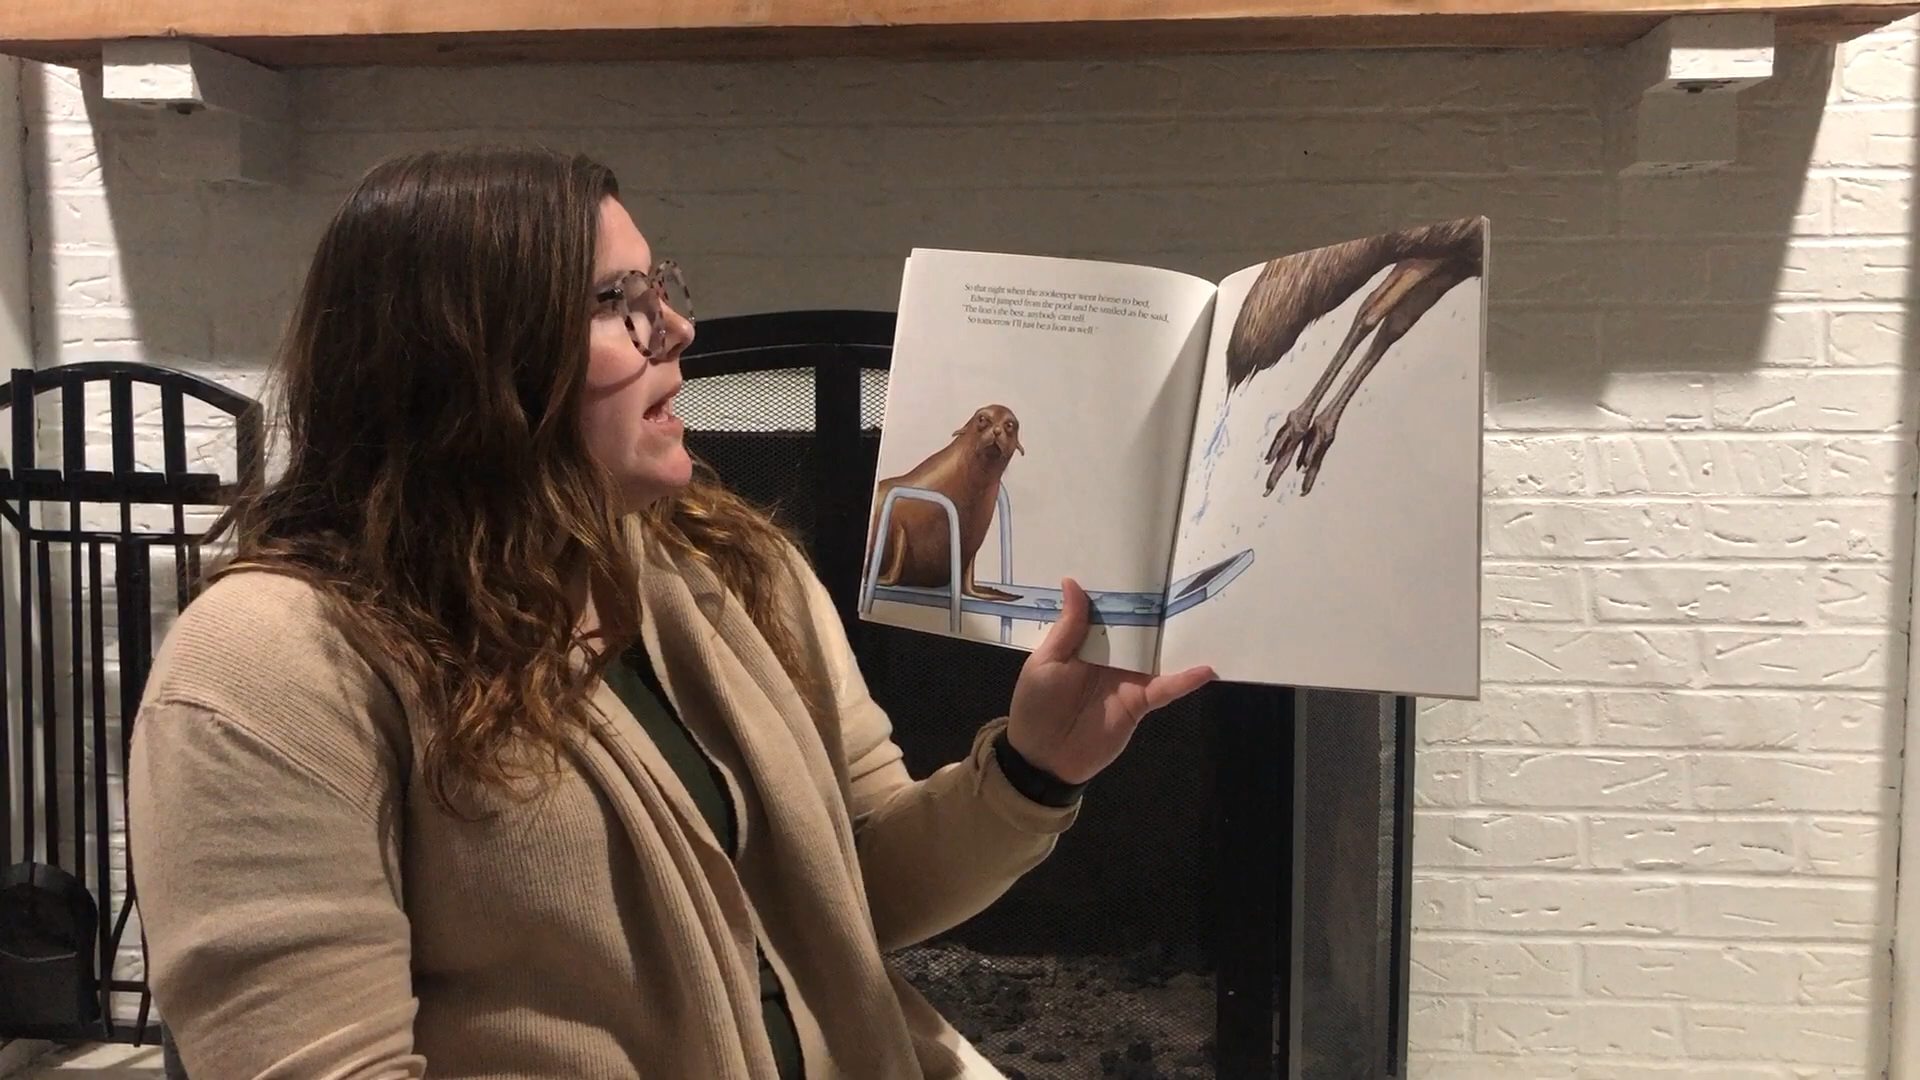 So that night when the zookeeper went home to bed,
Edward jumped from the pool and he smiled as he said,
"The lion's the best, anybody can tell.
So tomorrow I'll just be a lion as well."